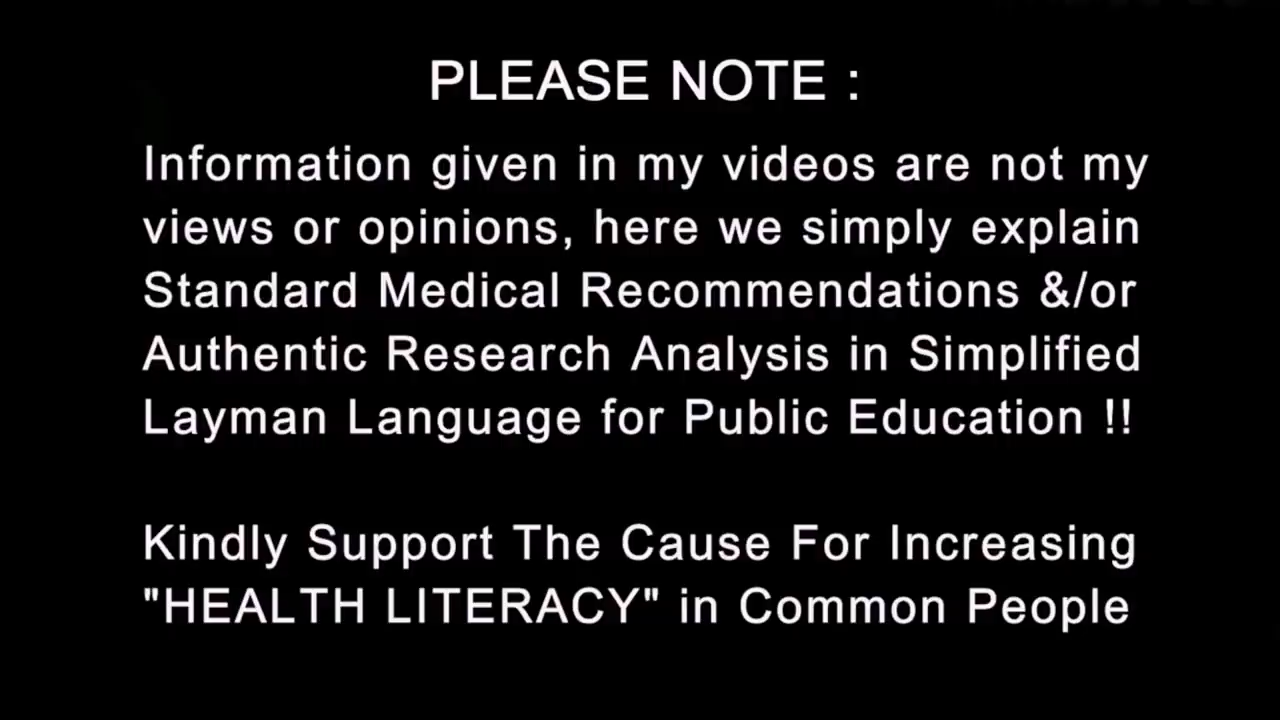 PLEASE NOTE :
Information given in my videos are not my
views or opinions, here we simply explain
Standard Medical Recommendations &/or
Authentic Research Analysis in Simplified
Layman Language for Public Education !!
Kindly Support The Cause For Increasing
"HEALTH LITERACY" in Common People